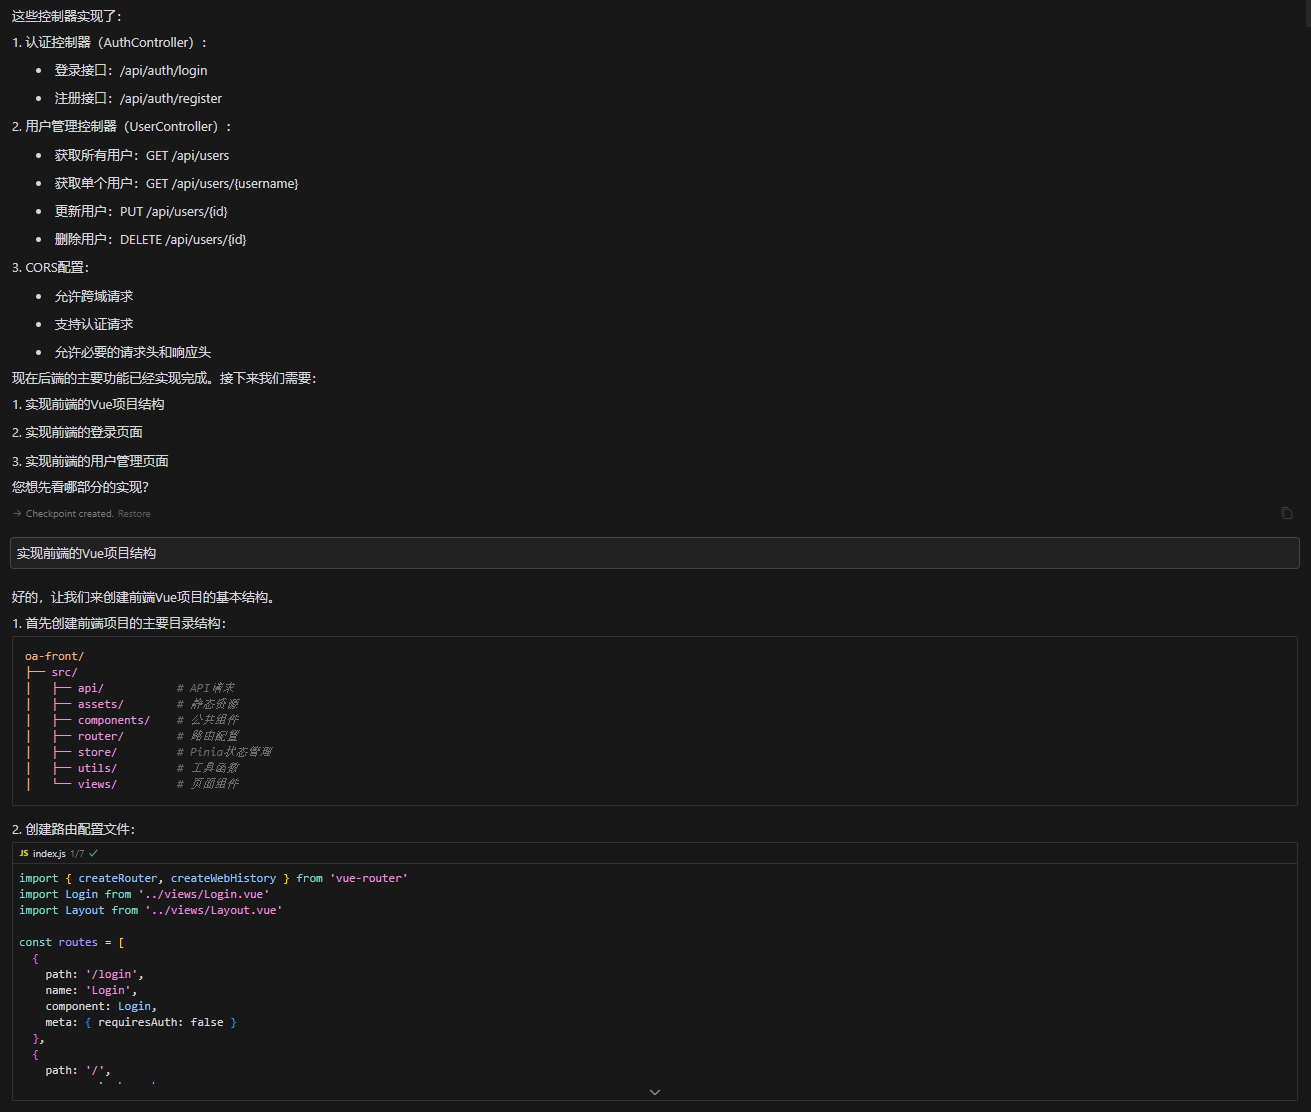 这些控制器实现了：
1. 认证控制器（AuthController）：
• 登录接口：/api/auth/login
• 注册接口：/api/auth/register
2. 用户管理控制器（UserController）：
• 获取所有用户：GET /api/users
• 获取单个用户：GET /api/users/{username}
• 更新用户：PUT /api/users/{id}
• 删除用户：DELETE /api/users/{id}
3. CORS配置：
• 允许跨域请求
• 支持认证请求
• 允许必要的请求头和响应头
现在后端的主要功能已经实现完成。接下来我们需要：
1. 实现前端的Vue项目结构
2. 实现前端的登录页面
3. 实现前端的用户管理页面
您想先看哪部分的实现？
→ Checkpoint created. Restore
实现前端的Vue项目结构
好的，让我们来创建前端Vue项目的基本结构。
1. 首先创建前端项目的主要目录结构：
oa-front/
├── src/
│   ├── api/           # API请求
│   ├── assets/        # 静态资源
│   ├── components/    # 公共组件
│   ├── router/        # 路由配置
│   ├── store/         # Pinia状态管理
│   ├── utils/         # 工具函数
│   └── views/         # 页面组件
2. 创建路由配置文件：
JS index.js 1/7 ✓
import { createRouter, createWebHistory } from 'vue-router'
import Login from '../views/Login.vue'
import Layout from '../views/Layout.vue'
const routes = [
  {
    path: '/login',
    name: 'Login',
    component: Login,
    meta: { requiresAuth: false }
  },
  {
    path: '/',